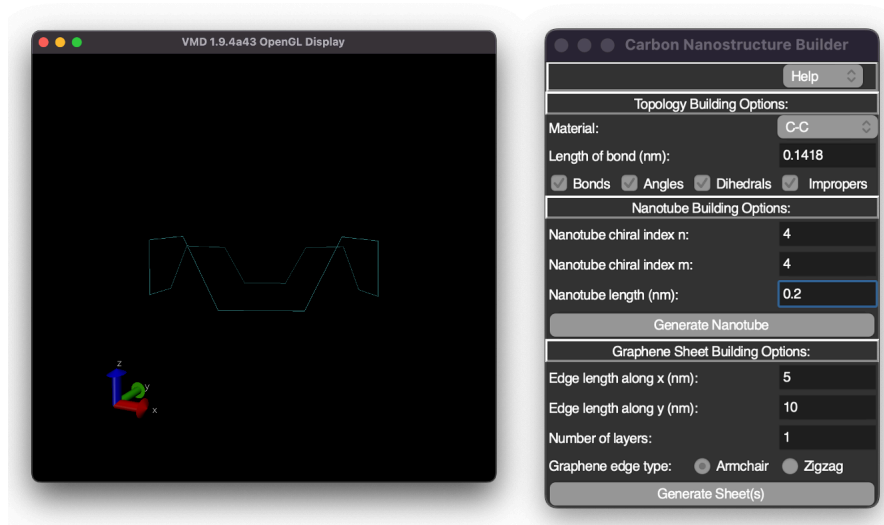 VMD 1.9.4a43 OpenGL Display
z
y
x
Carbon Nanostructure Builder
Help
Topology Building Options:
Material: C-C
Length of bond (nm): 0.1418
Bonds Angles Dihedrals Impropers
Nanotube Building Options:
Nanotube chiral index n: 4
Nanotube chiral index m: 4
Nanotube length (nm): 0.2
Generate Nanotube
Graphene Sheet Building Options:
Edge length along x (nm): 5
Edge length along y (nm): 10
Number of layers: 1
Graphene edge type: Armchair Zigzag
Generate Sheet(s)